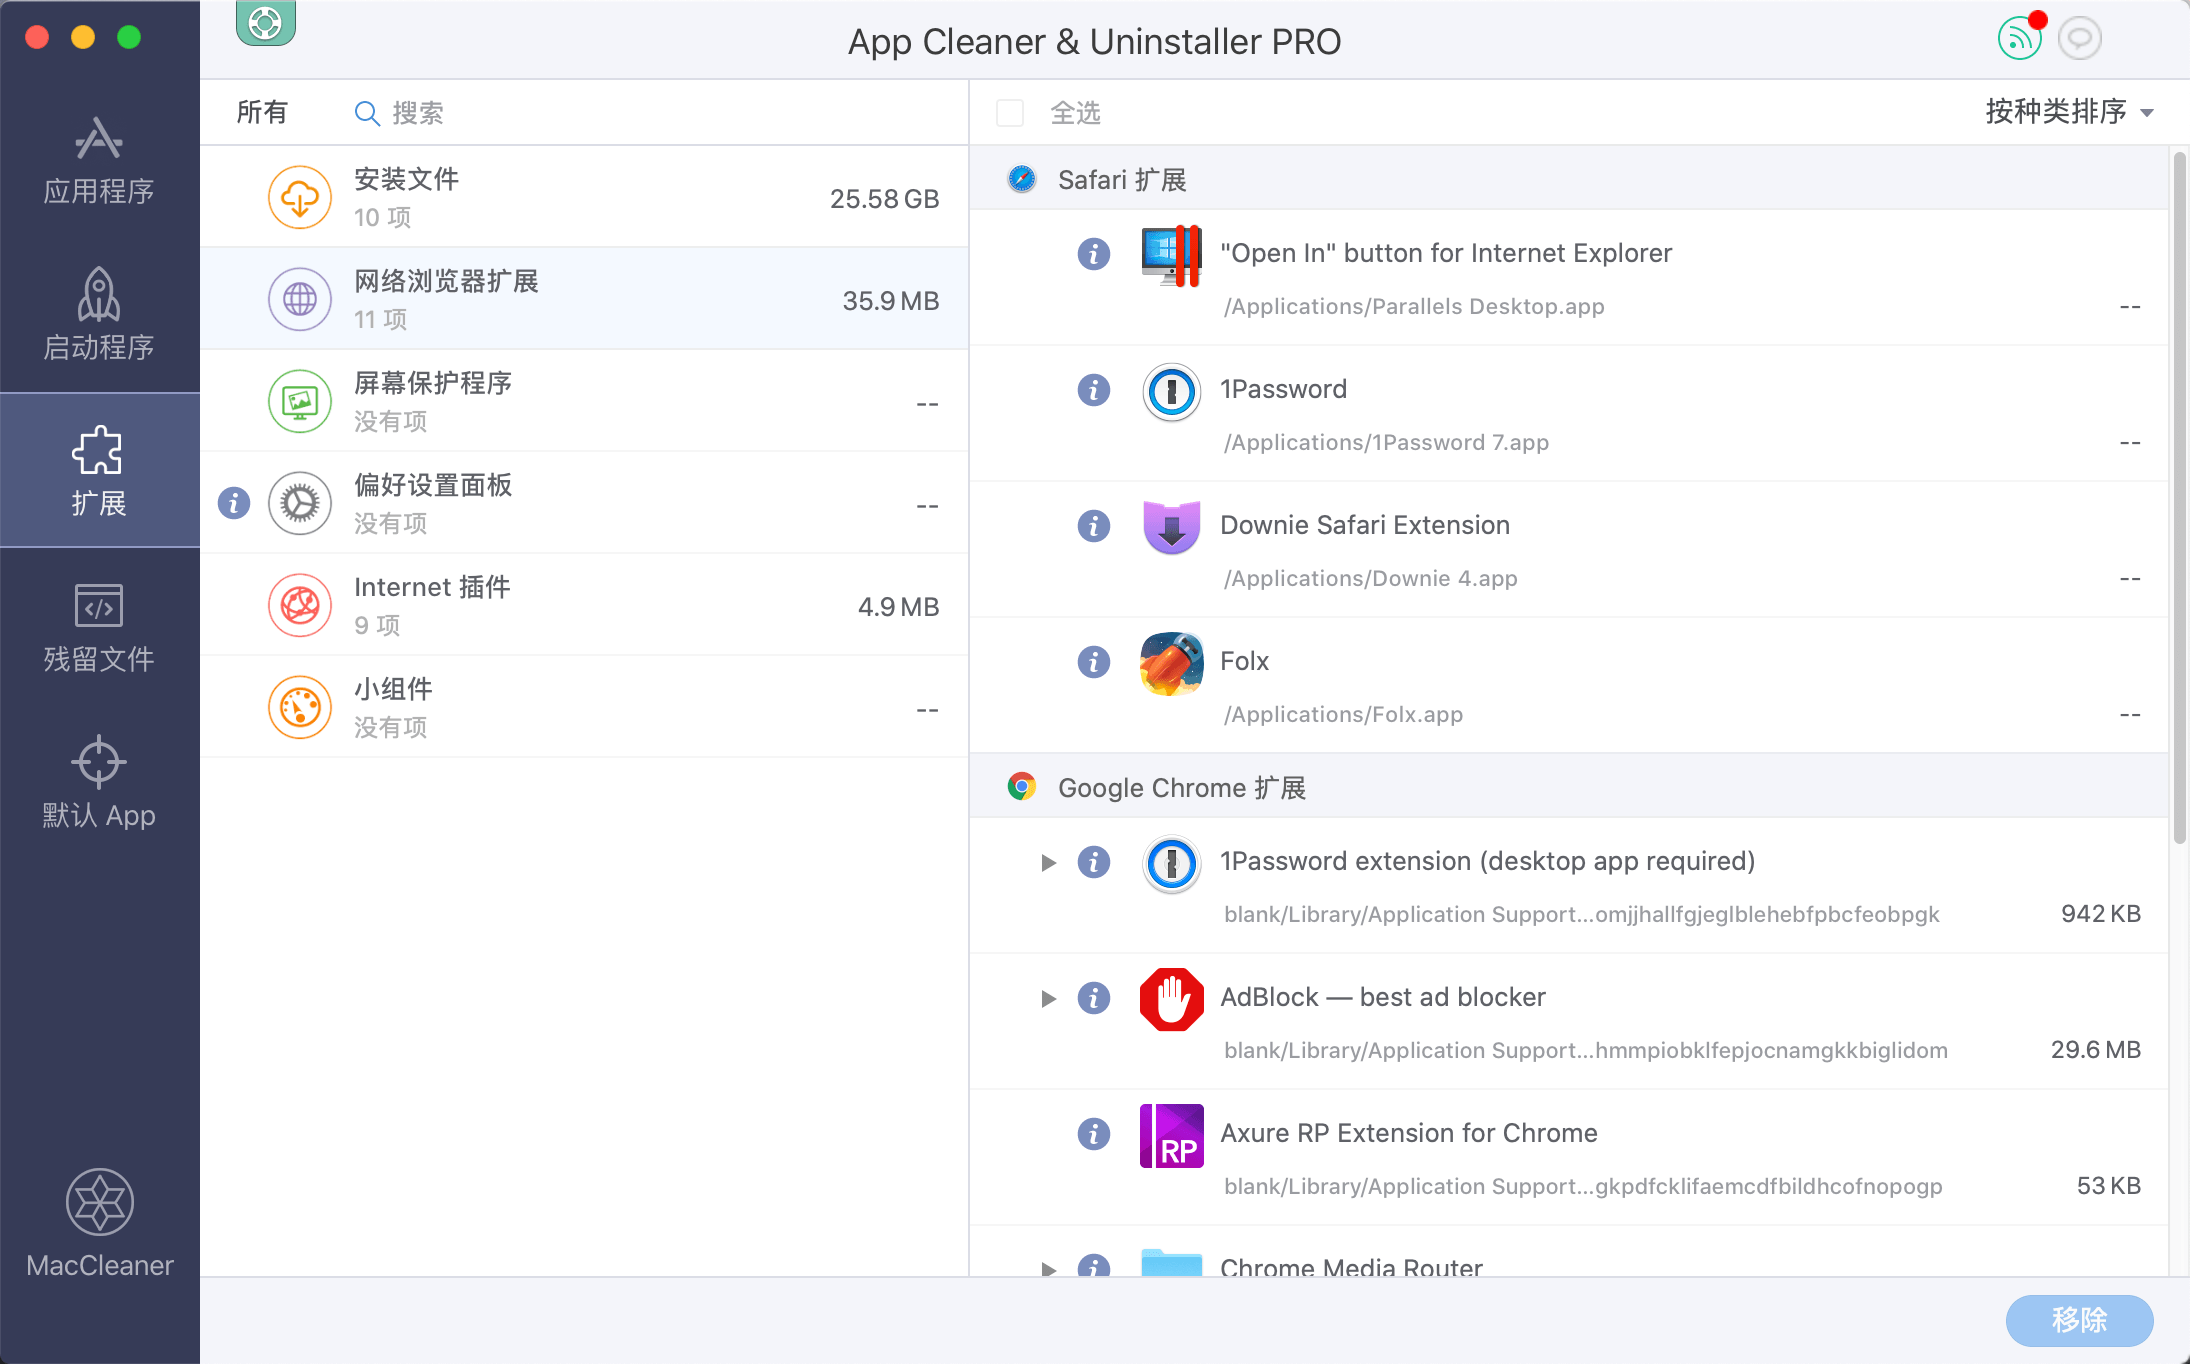 App Cleaner & Uninstaller PRO
应用程序
启动程序
扩展
残留文件
默认 App
MacCleaner
所有
搜索
安装文件
10 项
25.58 GB
网络浏览器扩展
11 项
35.9 MB
屏幕保护程序
没有项
--
偏好设置面板
没有项
--
Internet 插件
9 项
4.9 MB
小组件
没有项
--
全选
按种类排序
Safari 扩展
"Open In" button for Internet Explorer
/Applications/Parallels Desktop.app
--
1Password
/Applications/1Password 7.app
--
Downie Safari Extension
/Applications/Downie 4.app
--
Folx
/Applications/Folx.app
--
Google Chrome 扩展
1Password extension (desktop app required)
blank/Library/Application Support...omjjhallfgjeglblehebfpbcfeobpgk
942 KB
AdBlock — best ad blocker
blank/Library/Application Support...hmmpiobklfepjocnamgkkbiglidom
29.6 MB
RP
Axure RP Extension for Chrome
blank/Library/Application Support...gkpdfcklifaemcdfbildhcofnopogp
53 KB
Chrome Media Router
移除